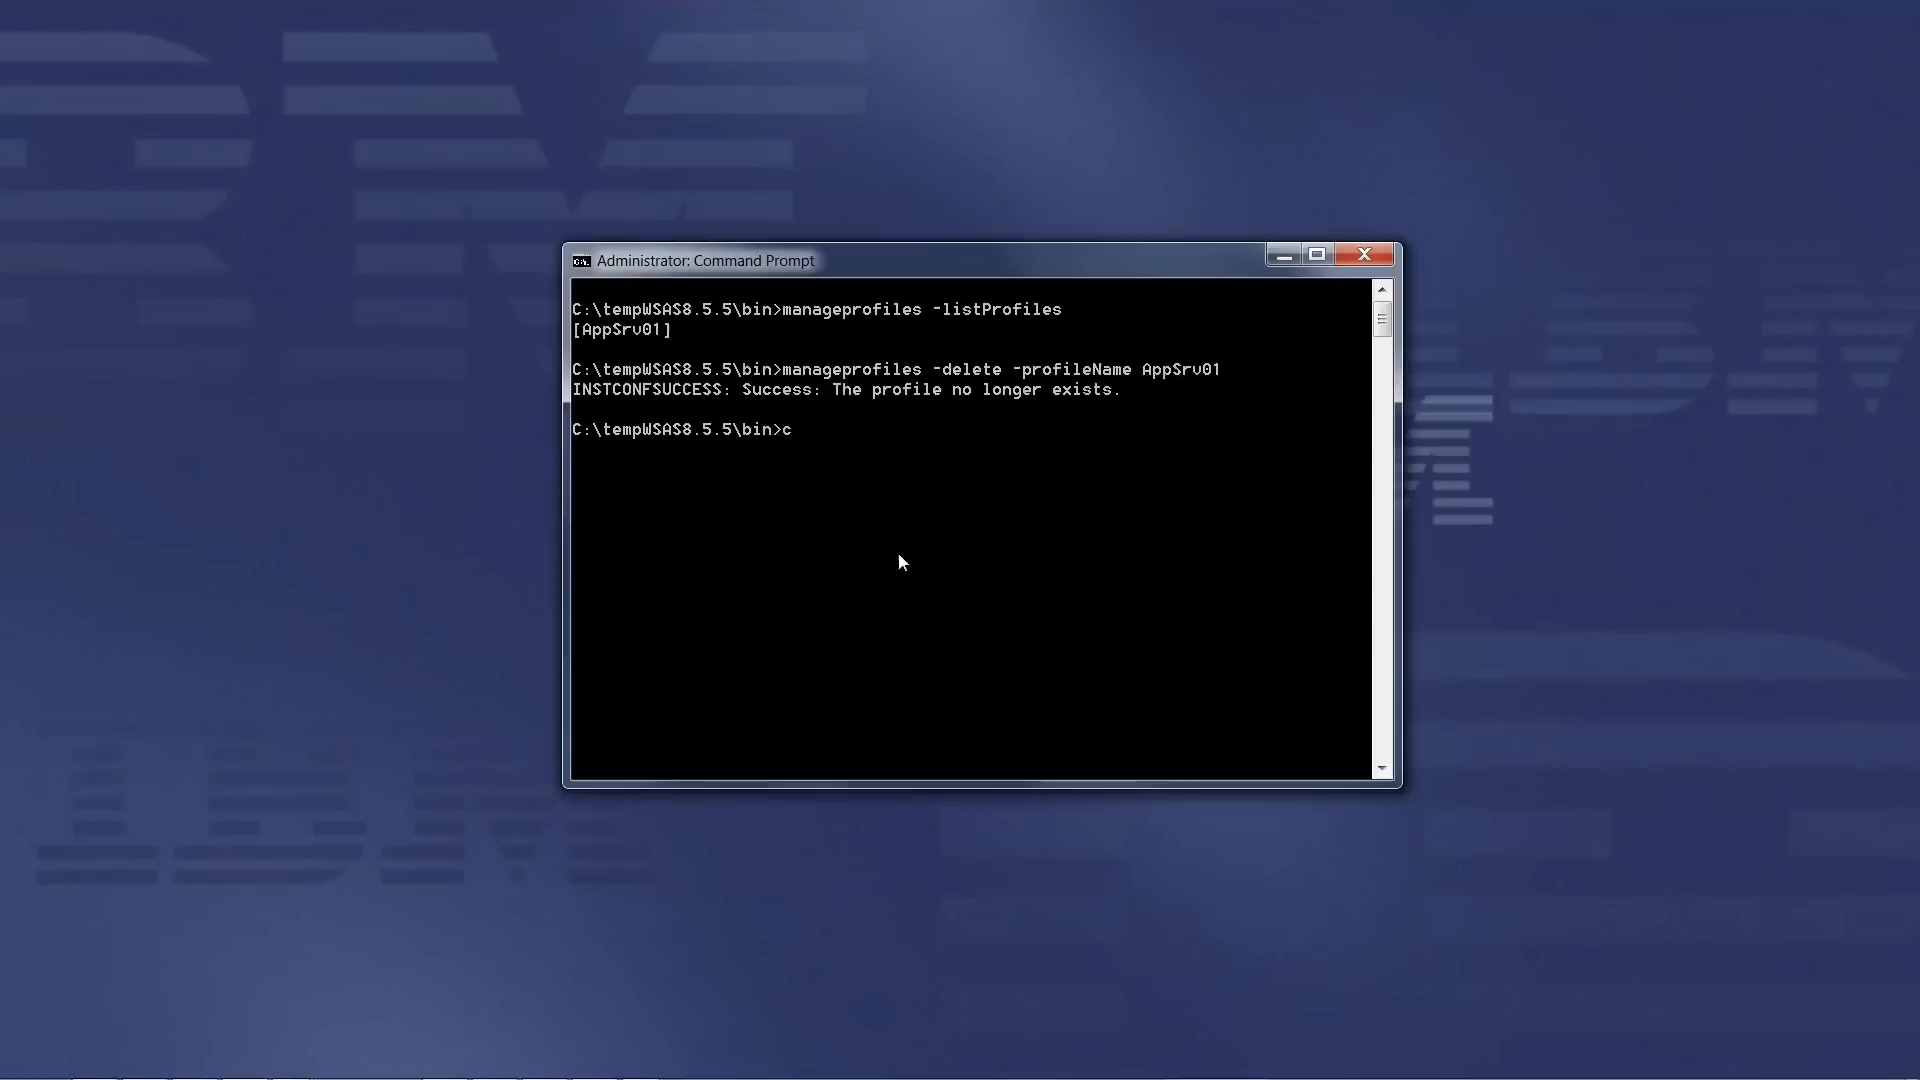 Administrator: Command Prompt
C:\tempWSAS8.5.5\bin>manageprofiles -listProfiles
[AppSrv01]
C:\tempWSAS8.5.5\bin>manageprofiles -delete -profileName AppSrv01
INSTCONFSUCCESS: Success: The profile no longer exists.
C:\tempWSAS8.5.5\bin>c
IBM